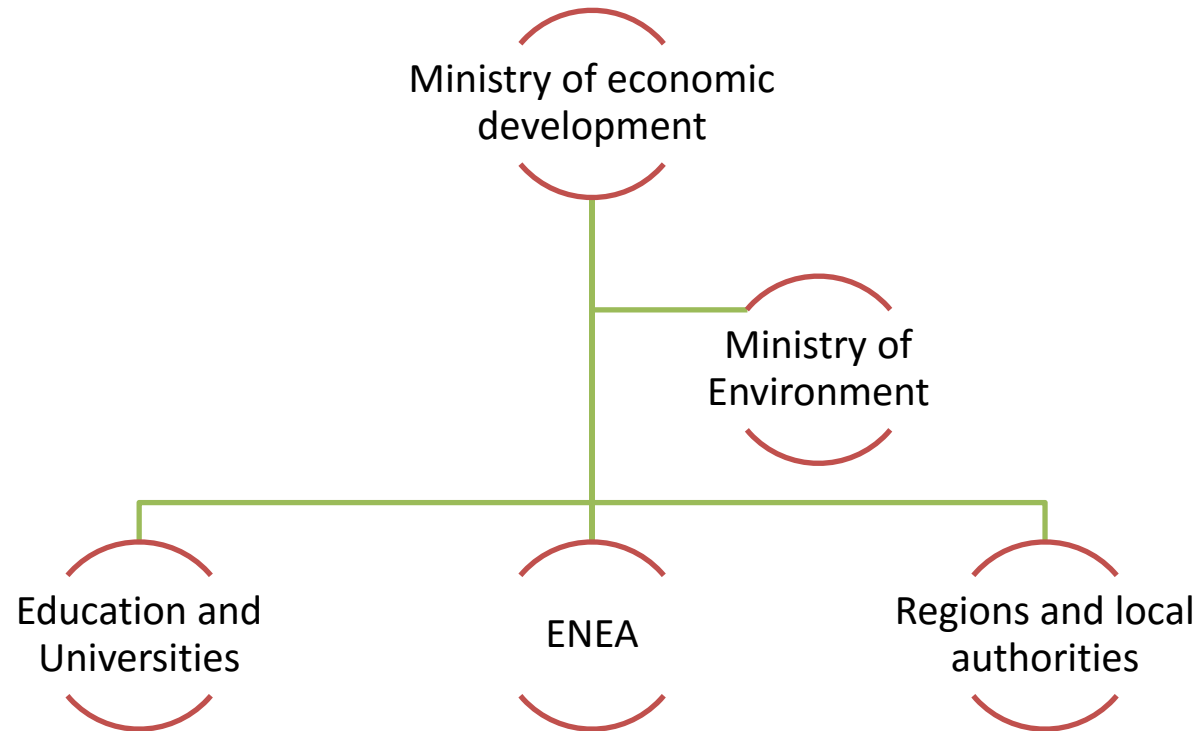 Ministry of economic
development
Ministry of
Environment
Education and
Universities
ENEA
Regions and local
authorities